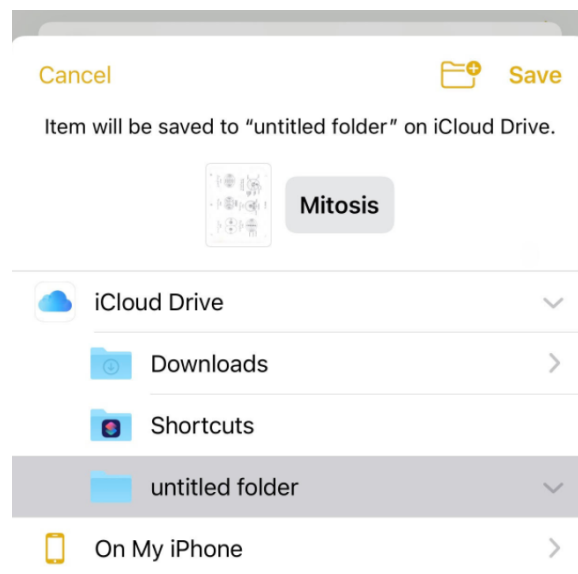 Cancel
Save
Item will be saved to “untitled folder” on iCloud Drive.
Mitosis
iCloud Drive
Downloads
Shortcuts
untitled folder
On My iPhone